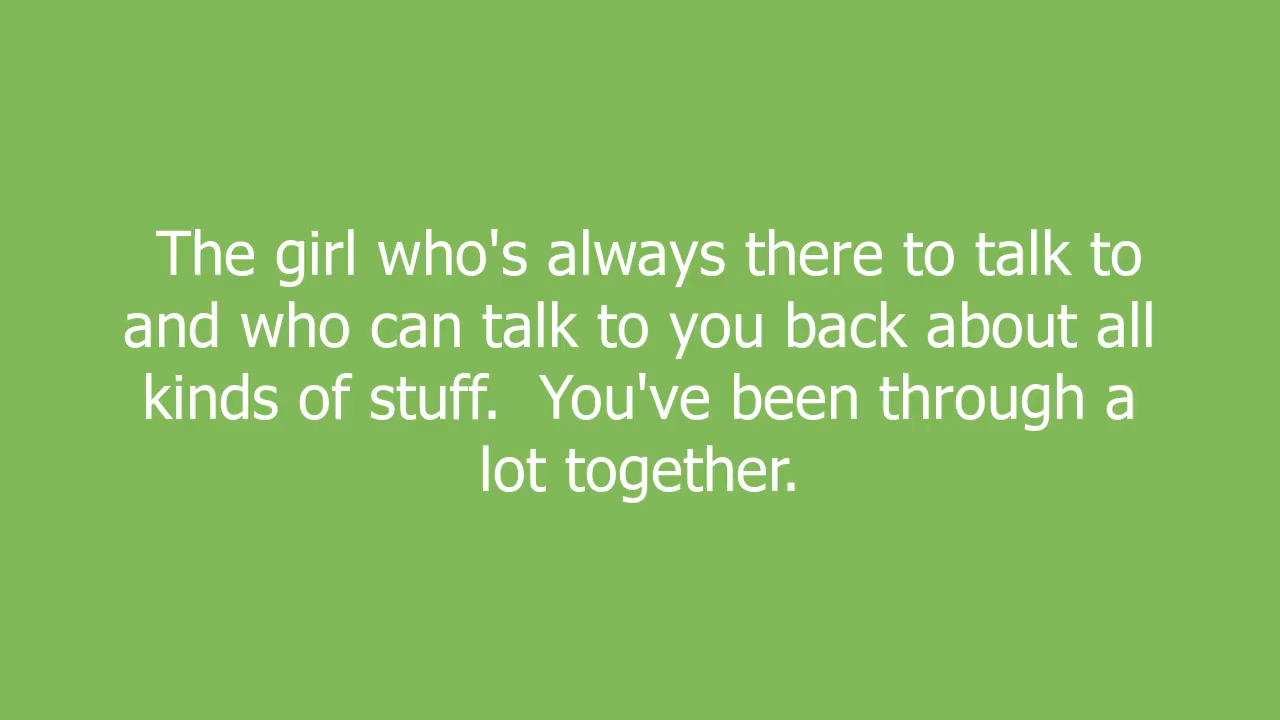 The girl who's always there to talk to
and who can talk to you back about all
kinds of stuff.  You've been through a
lot together.